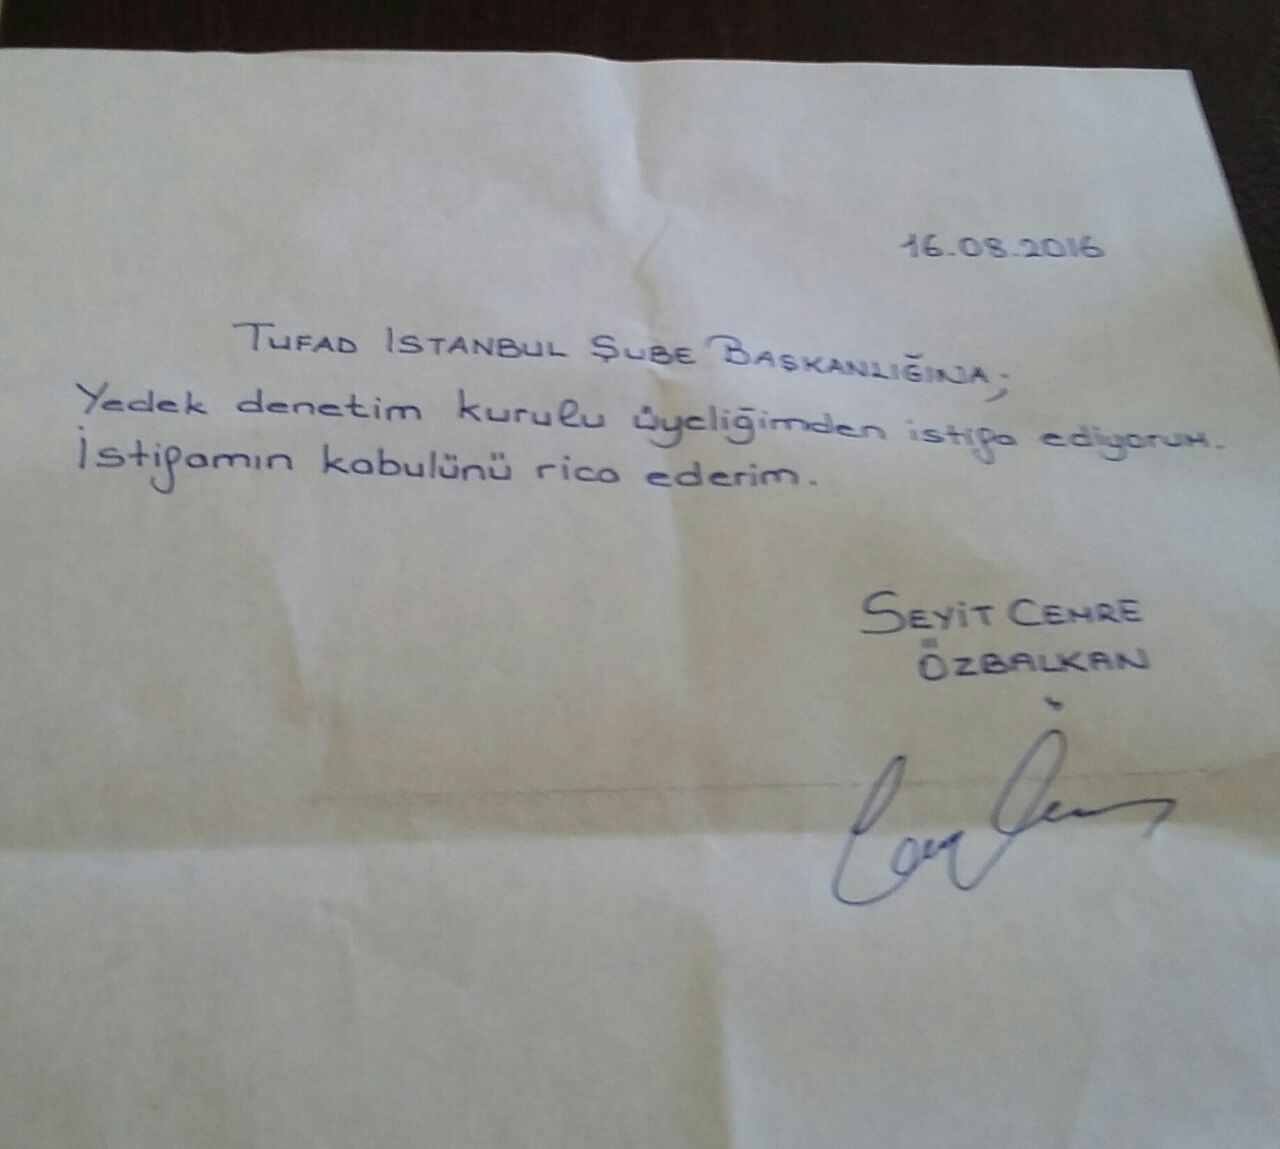 16.08.2016
TUFAD ISTANBUL ŞUBE BAŞKANLIĞINA;
Yedek denetim kurulu üyeliğimden istifa ediyorum.
İstifamın kabulünü rica ederim.
SEYİT CEMRE
ÖZBALKAN